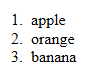 1. apple
2. orange
3. banana